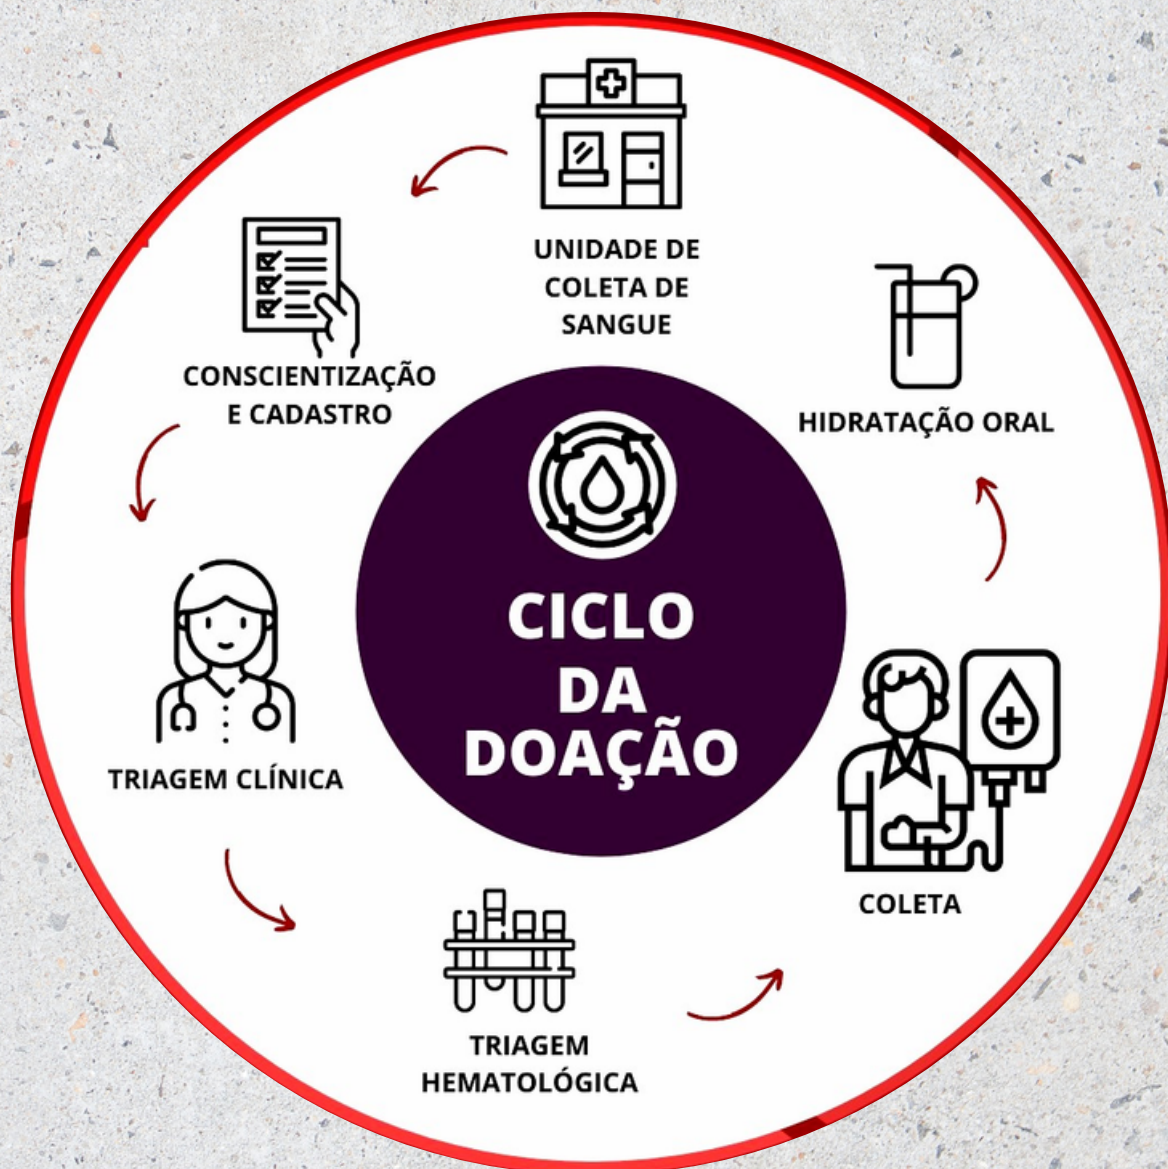 UNIDADE DE
COLETA DE
SANGUE
CONSCIENTIZAÇÃO
E CADASTRO
TRIAGEM CLÍNICA
TRIAGEM
HEMATOLÓGICA
COLETA
HIDRATAÇÃO ORAL
CICLO
DA
DOAÇÃO